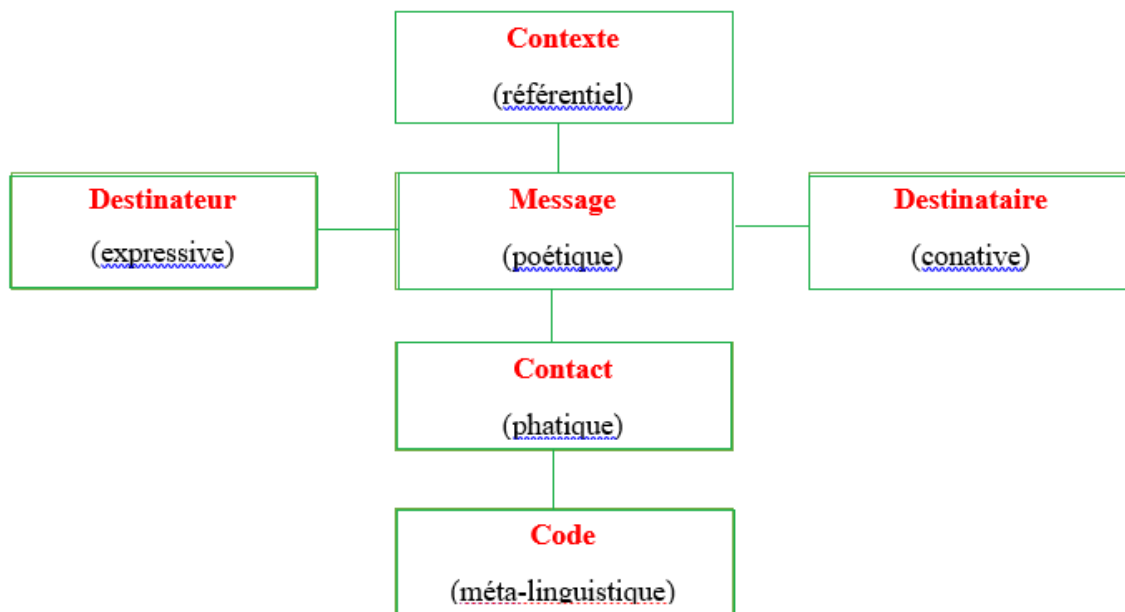 Contexte
(référentiel)
Destinateur
(expressive)
Message
(poétique)
Destinataire
(conative)
Contact
(phatique)
Code
(méta-linguistique)